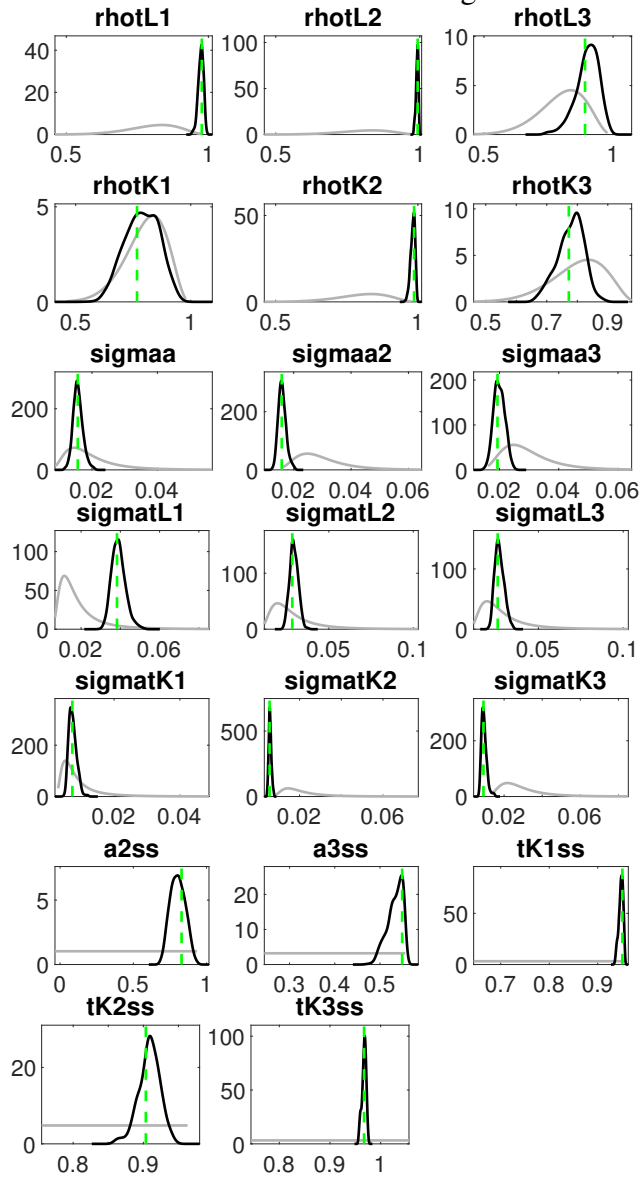 rhotL1 rhotL2 rhotL3
40 100 10
20 50 5
0 0 0
0.5 1 0.5 1 0.5 1
rhotK1 rhotK2 rhotK3
5 50 10
5
0 0 0
0.5 1 0.5 1 0.5 0.7 0.9
sigmaa sigmaa2 sigmaa3
200 200 200
100
0 0 0
0.02 0.04 0.02 0.04 0.06 0.02 0.04 0.06
sigmatL1 sigmatL2 sigmatL3
100 100 100
50
0 0 0
0.02 0.06 0.05 0.1 0.05 0.1
sigmatK1 sigmatK2 sigmatK3
200 500 200
0 0 0
0.02 0.04 0.02 0.06 0.02 0.06
a2ss a3ss tK1ss
5 20 50
10
0 0 0
0 0.5 1 0.3 0.4 0.5 0.7 0.8 0.9
tK2ss tK3ss
20 100
50
0 0
0.8 0.9 0.8 0.9 1